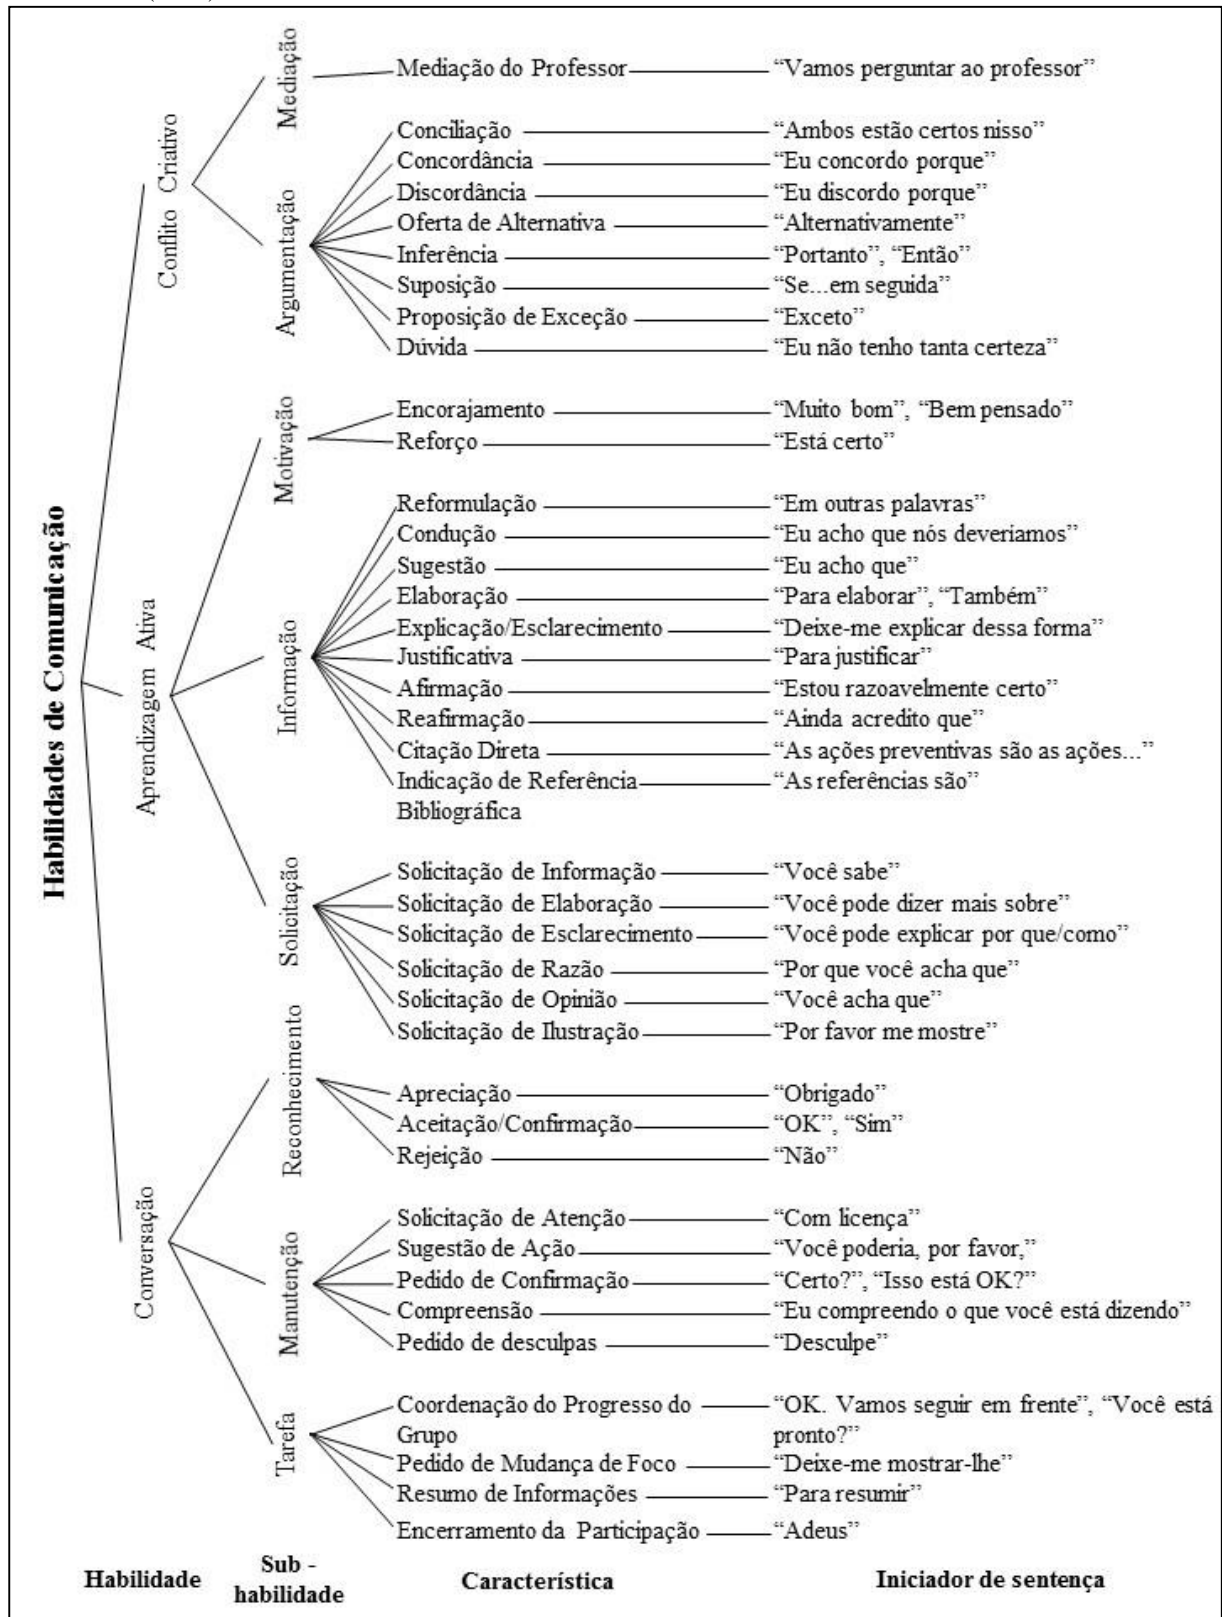 Habilidades de Comunicação
Conflito Criativo
Mediação
Mediação do Professor “Vamos perguntar ao professor”
Argumentação
Conciliação “Ambos estão certos nisso”
Concordância “Eu concordo porque”
Discordância “Eu discordo porque”
Oferta de Alternativa “Alternativamente”
Inferência “Portanto”, “Então”
Suposição “Se...em seguida”
Proposição de Exceção “Exceto”
Dúvida “Eu não tenho tanta certeza”
Aprendizagem Ativa
Motivação
Encorajamento “Muito bom”, “Bem pensado”
Reforço “Está certo”
Informação
Reformulação “Em outras palavras”
Condução “Eu acho que nós deveríamos”
Sugestão “Eu acho que”
Elaboração “Para elaborar”, “Também”
Explicação/Esclarecimento “Deixe-me explicar dessa forma”
Justificativa “Para justificar”
Afirmação “Estou razoavelmente certo”
Reafirmação “Ainda acredito que”
Citação Direta “As ações preventivas são as ações...”
Indicação de Referência “As referências são”
Bibliográfica
Solicitação
Solicitação de Informação “Você sabe”
Solicitação de Elaboração “Você pode dizer mais sobre”
Solicitação de Esclarecimento “Você pode explicar por que/como”
Solicitação de Razão “Por que você acha que”
Solicitação de Opinião “Você acha que”
Solicitação de Ilustração “Por favor me mostre”
Conversação
Reconhecimento
Apreciação “Obrigado”
Aceitação/Confirmação “OK”, “Sim”
Rejeição “Não”
Manutenção
Solicitação de Atenção “Com licença”
Sugestão de Ação “Você poderia, por favor,”
Pedido de Confirmação “Certo?”, “Isso está OK?”
Compreensão “Eu compreendo o que você está dizendo”
Pedido de desculpas “Desculpe”
Tarefa
Coordenação do Progresso do “OK. Vamos seguir em frente”, “Você está
Grupo pronto?”
Pedido de Mudança de Foco “Deixe-me mostrar-lhe”
Resumo de Informações “Para resumir”
Encerramento da Participação “Adeus”
Habilidade Sub - Característica Iniciador de sentença
habilidade